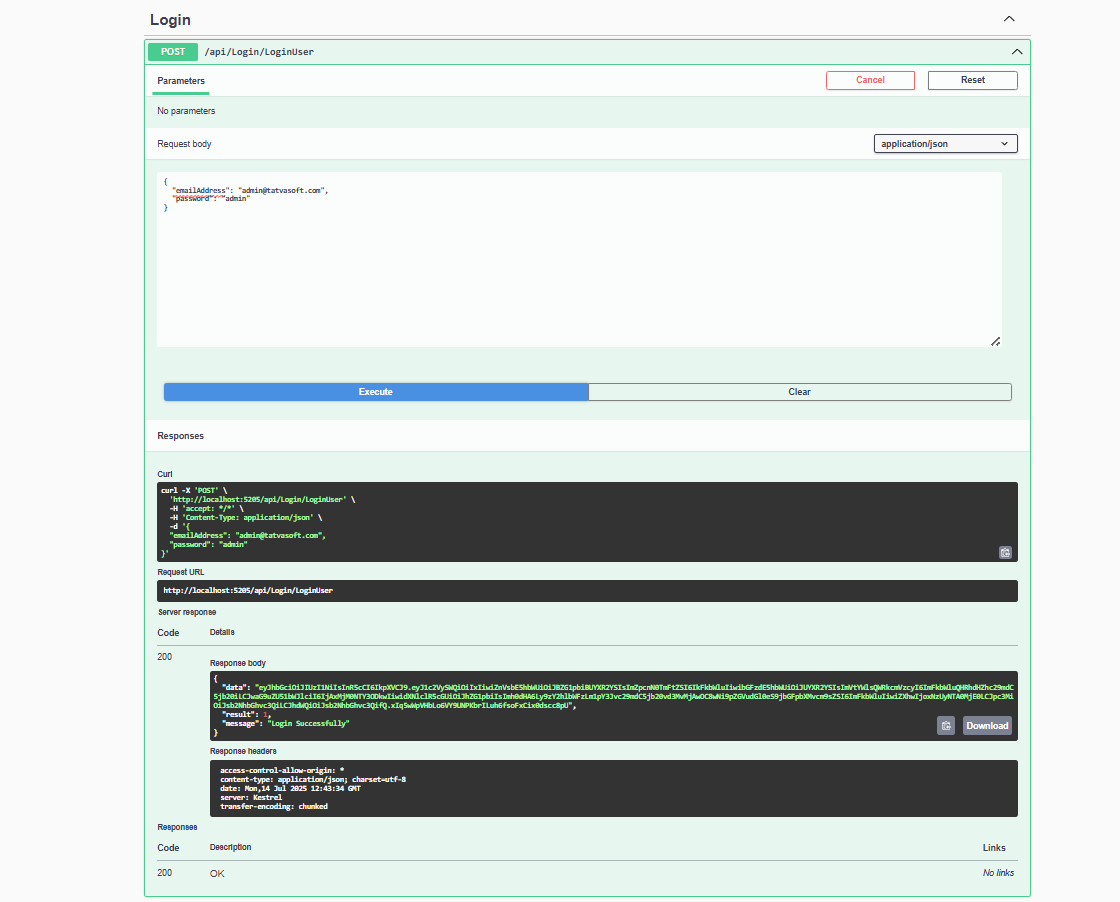 Login
POST /api/Login/LoginUser
Parameters Cancel Reset
No parameters
Request body application/json
{
"emailAddress": "admin@tatvasoft.com",
"password": "admin"
}
Execute Clear
Responses
Curl
curl -X 'POST' \
'http://localhost:5205/api/Login/LoginUser' \
-H 'accept: */*' \
-H 'Content-Type: application/json' \
-d '{
"emailAddress": "admin@tatvasoft.com",
"password": "admin"
}'
Request URL
http://localhost:5205/api/Login/LoginUser
Server response
Code Details
200
Response body
{
"data":
"result": 1,
"message": "Login Successfully"
}
Download
Response headers
access-control-allow-origin: *
content-type: application/json; charset=utf-8
date: Mon,14 Jul 2025 12:43:34 GMT
server: Kestrel
transfer-encoding: chunked
Responses
Code Description Links
200 OK No links